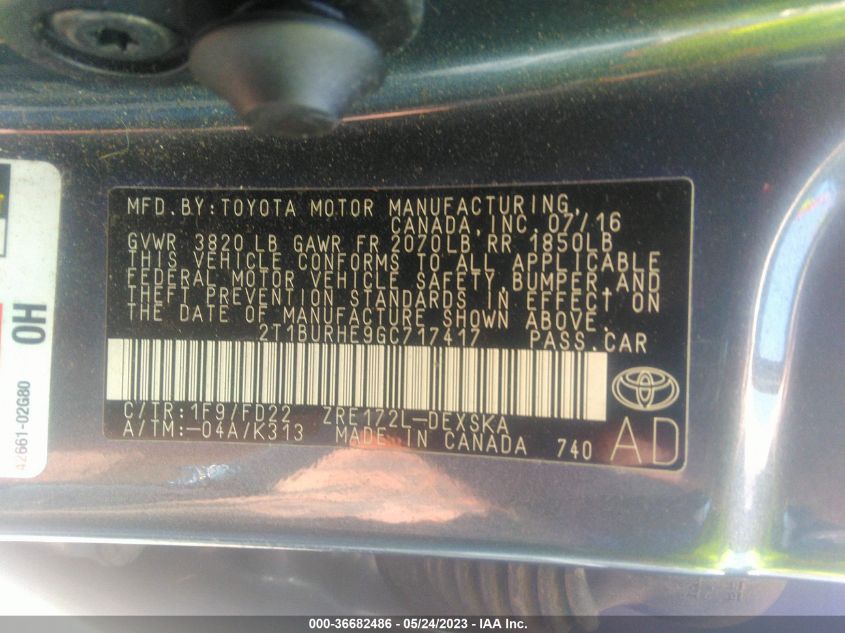 MFD.BY:TOYOTA MOTOR MANUFACTURING,
CANADA,INC.07/16
GVWR 3820 LB GAWR FR 2070LB RR 1850LB
THIS VEHICLE CONFORMS TO ALL APPLICABLE
FEDERAL MOTOR VEHICLE SAFETY,BUMPER,AND
THEFT PREVENTION STANDARDS IN EFFECT ON
THE DATE OF MANUFACTURE SHOWN ABOVE.
2T1BURHE9GC717417 PASS.CAR
C/TR:1F9/FD22 ZRE172L-DEXSKA
A/TM:-04A/K313 MADE IN CANADA 740
AD
0H
42661-02G80
000-36682486 - 05/24/2023 - IAA Inc.